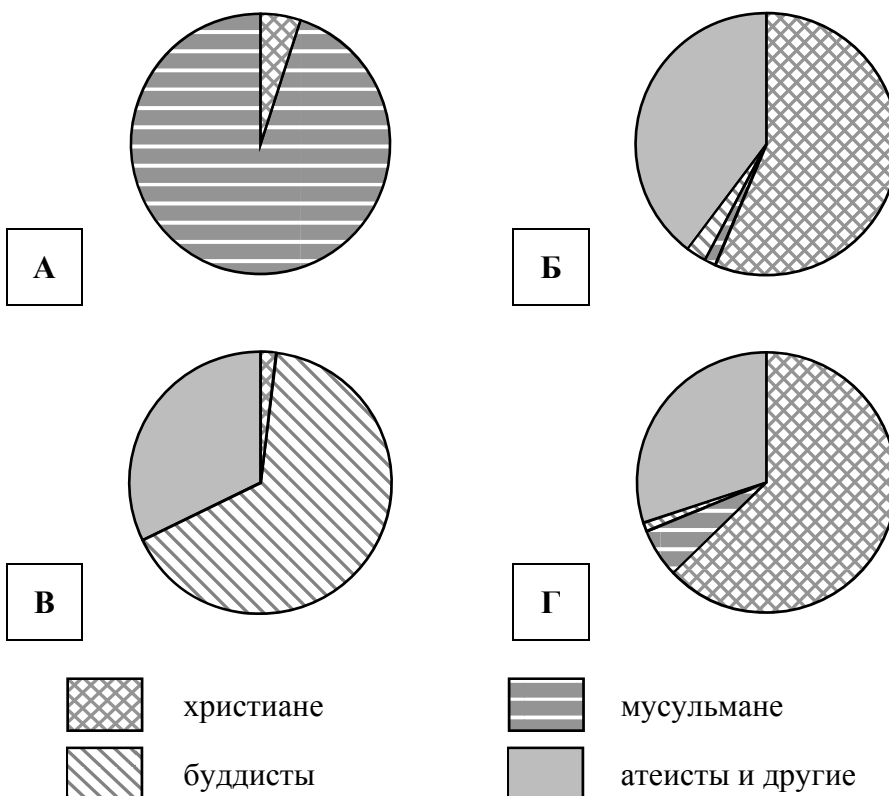 А
Б
В
Г
христиане
мусульмане
буддисты
атеисты и другие